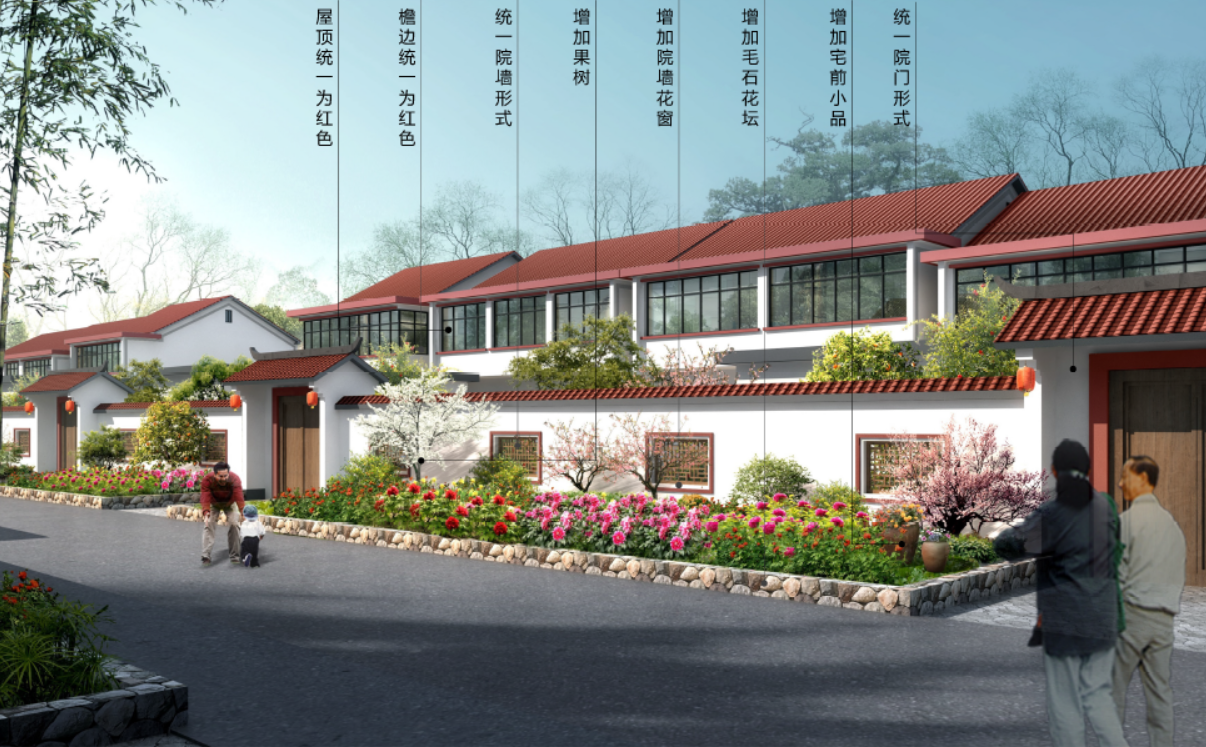 屋顶统一为红色
檐边统一为红色
统一院墙形式
增加果树
增加院墙花窗
增加毛石花坛
增加宅前小品
统一院门形式